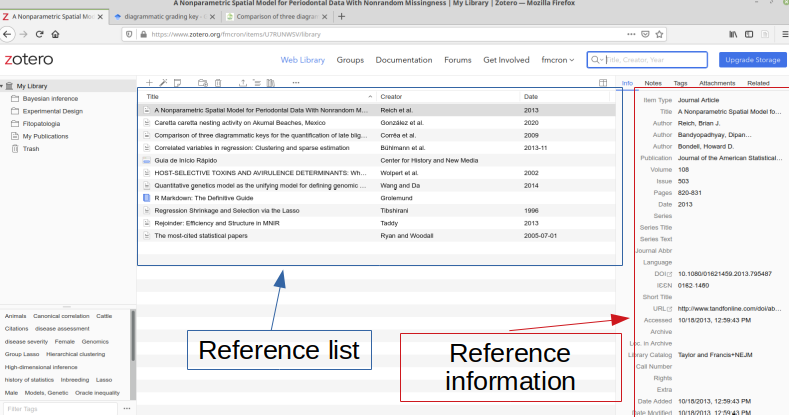 A Nonparametric Spatial Model for Periodontal Data With Nonrandom Missingness | My Library | Zotero — Mozilla Firefox
A Nonparametric Spatial Mo
diagrammatic grading key
Comparison of three diagran
https://www.zotero.org/fmcron/items/U7RUNWSV/library
zotero
Web Library Groups Documentation Forums Get Involved fmcron
Title, Creator, Year
Upgrade Storage
My Library
Bayesian inference
Experimental Design
Fitopatologia
My Publications
Trash
Title Creator Date
A Nonparametric Spatial Model for Periodontal Data With Nonrandom M... Reich et al. 2013
Caretta caretta nesting activity on Akumal Beaches, Mexico González et al. 2020
Comparison of three diagrammatic keys for the quantification of late blig... Corrêa et al. 2009
Correlated variables in regression: Clustering and sparse estimation Bühlmann et al. 2013-11
Guia de Início Rápido Center for History and New Media
HOST-SELECTIVE TOXINS AND AVIRULENCE DETERMINANTS: Wh... Wolpert et al. 2002
Quantitative genetics model as the unifying model for defining genomic ... Wang and Da 2014
R Markdown: The Definitive Guide Grolemund
Regression Shrinkage and Selection via the Lasso Tibshirani 1996
Rejoinder: Efficiency and Structure in MNIR Taddy 2013
The most-cited statistical papers Ryan and Woodall 2005-07-01
Info Notes Tags Attachments Related
Item Type Journal Article
Title A Nonparametric Spatial Model fo...
Author Reich, Brian J.
Author Bandyopadhyay, Dipan...
Author Bondell, Howard D.
Publication Journal of the American Statistical...
Volume 108
Issue 503
Pages 820-831
Date 2013
Series
Series Title
Series Text
Journal Abbr
Language
DOI 10.1080/01621459.2013.795487
ISSN 0162-1460
Short Title
URL http://www.tandfonline.com/doi/ab...
Accessed 10/18/2013, 12:59:43 PM
Archive
Loc. in Archive
Library Catalog Taylor and Francis+NEJM
Call Number
Rights
Extra
Date Added 10/18/2013, 12:59:43 PM
Date Modified 10/18/2013, 12:59:43 PM
Animals Canonical correlation Cattle
Citations disease assessment
disease severity Female Genomics
Group Lasso Hierarchical clustering
High-dimensional inference
history of statistics Inbreeding Lasso
Male Models, Genetic Oracle inequality
Filter Tags
Reference list
Reference
information